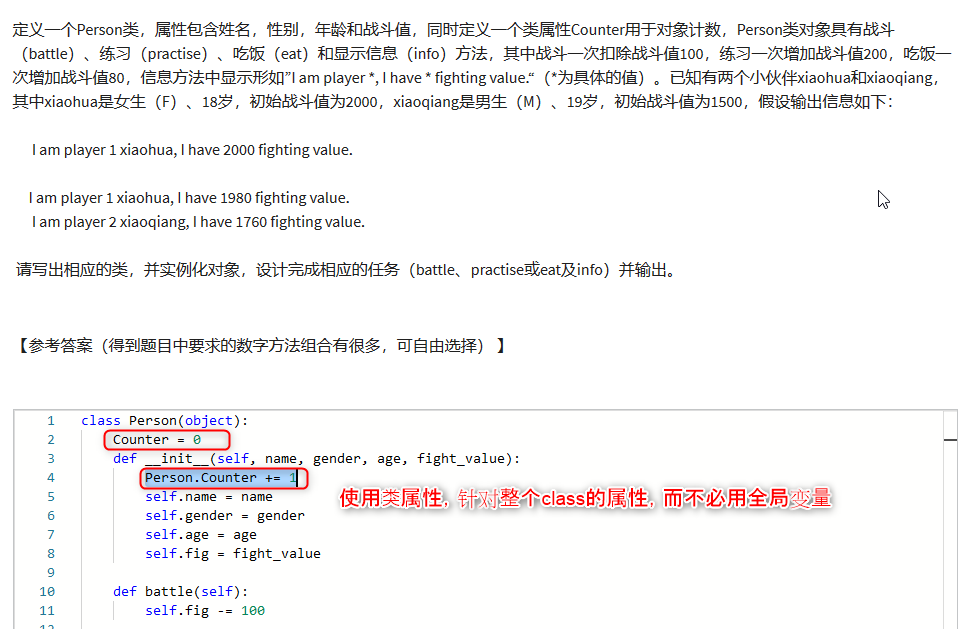 定义一个Person类，属性包含姓名，性别，年龄和战斗值，同时定义一个类属性Counter用于对象计数，Person类对象具有战斗
（battle）、练习（practise）、吃饭（eat）和显示信息（info）方法，其中战斗一次扣除战斗值100，练习一次增加战斗值200，吃饭一
次增加战斗值80，信息方法中显示形如”I am player *, I have * fighting value.“（*为具体的值）。已知有两个小伙伴xiaohua和xiaoqiang，
其中xiaohua是女生（F）、18岁，初始战斗值为2000，xiaoqiang是男生（M）、19岁，初始战斗值为1500，假设输出信息如下：
I am player 1 xiaohua, I have 2000 fighting value.
I am player 1 xiaohua, I have 1980 fighting value.
I am player 2 xiaoqiang, I have 1760 fighting value.
请写出相应的类，并实例化对象，设计完成相应的任务（battle、practise或eat及info）并输出。
【参考答案（得到题目中要求的数字方法组合有很多，可自由选择） 】
1 class Person(object):
2 Counter = 0
3 def __init__(self, name, gender, age, fight_value):
4 Person.Counter += 1
5 self.name = name
使用类属性, 针对整个class的属性, 而不必用全局变量
6 self.gender = gender
7 self.age = age
8 self.fig = fight_value
9
10 def battle(self):
11 self.fig -= 100